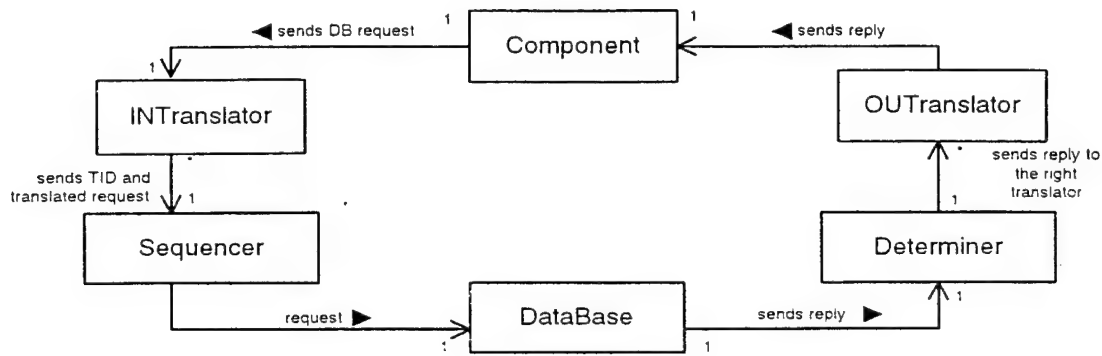 1
◀ sends DB request
Component
1
◀ sends reply
1
INTranslator
OUTranslator
*
sends TID and
translated request
1
*
sends reply to
the right
translator
1
Sequencer
Determiner
request ▶
1
DataBase
1
sends reply ▶
1